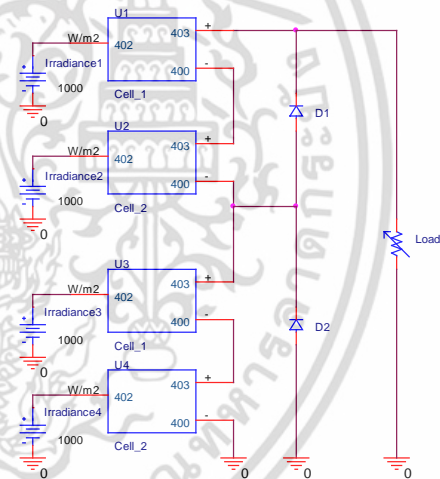 U1
W/m2
403
+
402
Irradiance1
400
-
1000
Cell_1
0
D1
U2
W/m2
403
+
402
Irradiance2
400
-
1000
Cell_2
0
Load
U3
W/m2
403
+
402
Irradiance3
400
-
1000
Cell_1
0
D2
U4
W/m2
403
+
402
Irradiance4
400
-
1000
Cell_2
0
0
0
0